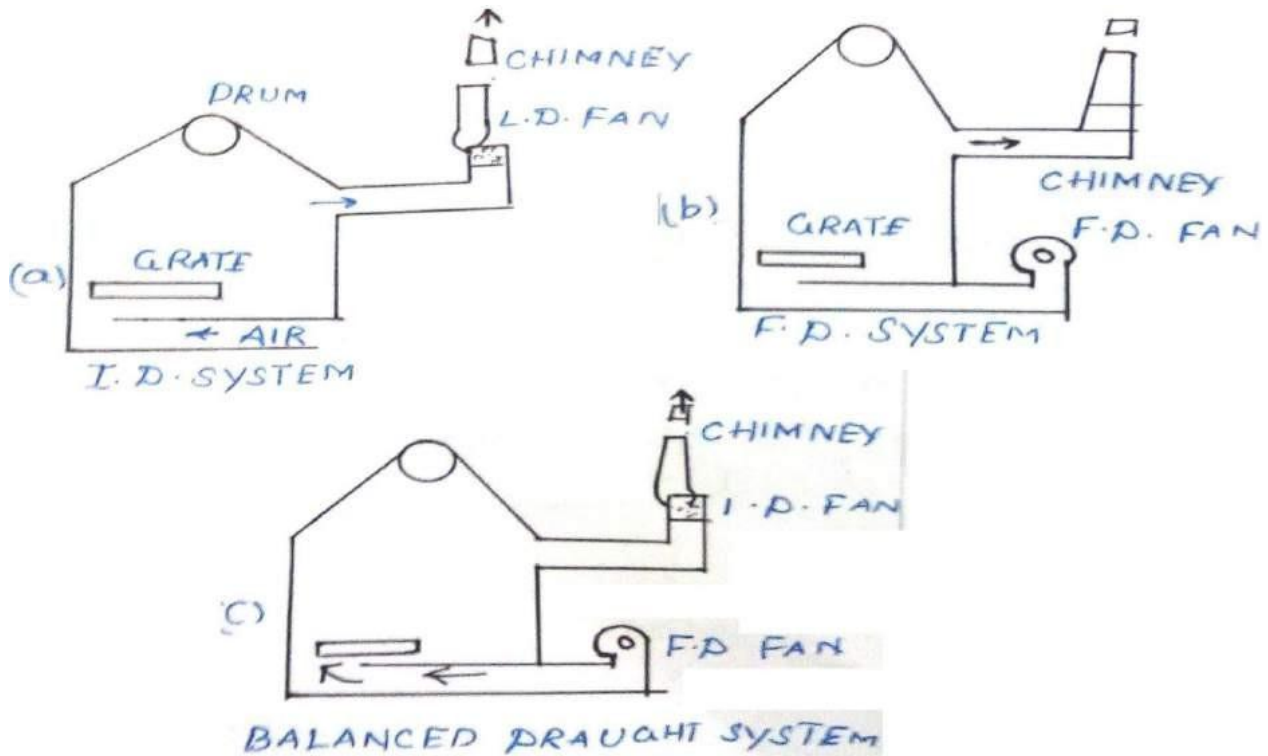 CHIMNEY
DRUM
L.D. FAN
GRATE
(a)
AIR
I.D. SYSTEM
(b)
CHIMNEY
GRATE
F.D. FAN
F.D. SYSTEM
CHIMNEY
I.D. FAN
C)
F.D FAN
BALANCED DRAUGHT SYSTEM